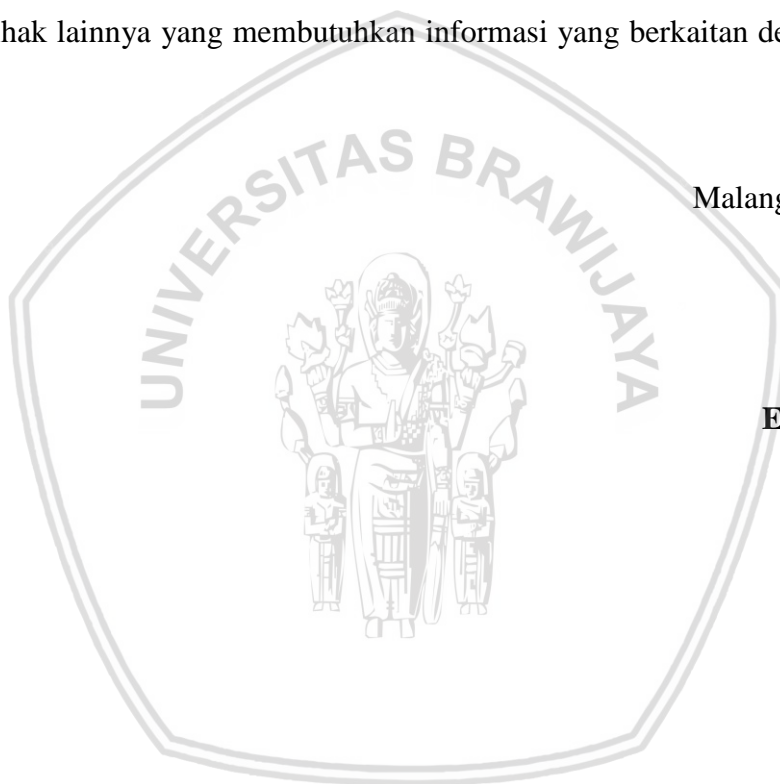 hak lainnya yang membutuhkan informasi yang berkaitan de
UNIVERSITAS BRAWIJAYA
Malang
E